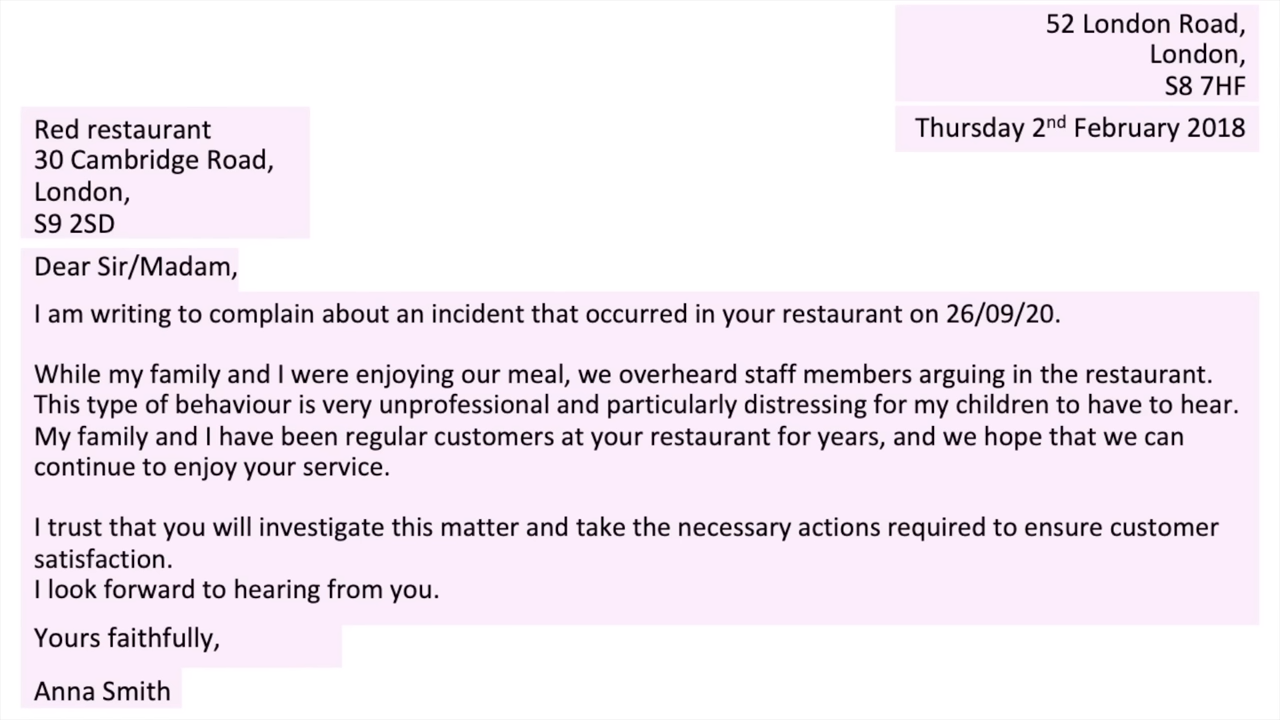 52 London Road,
London,
S8 7HF
Thursday 2nd February 2018
Red restaurant
30 Cambridge Road,
London,
S9 2SD
Dear Sir/Madam,
I am writing to complain about an incident that occurred in your restaurant on 26/09/20.
While my family and I were enjoying our meal, we overheard staff members arguing in the restaurant.
This type of behaviour is very unprofessional and particularly distressing for my children to have to hear.
My family and I have been regular customers at your restaurant for years, and we hope that we can
continue to enjoy your service.
I trust that you will investigate this matter and take the necessary actions required to ensure customer
satisfaction.
I look forward to hearing from you.
Yours faithfully,
Anna Smith